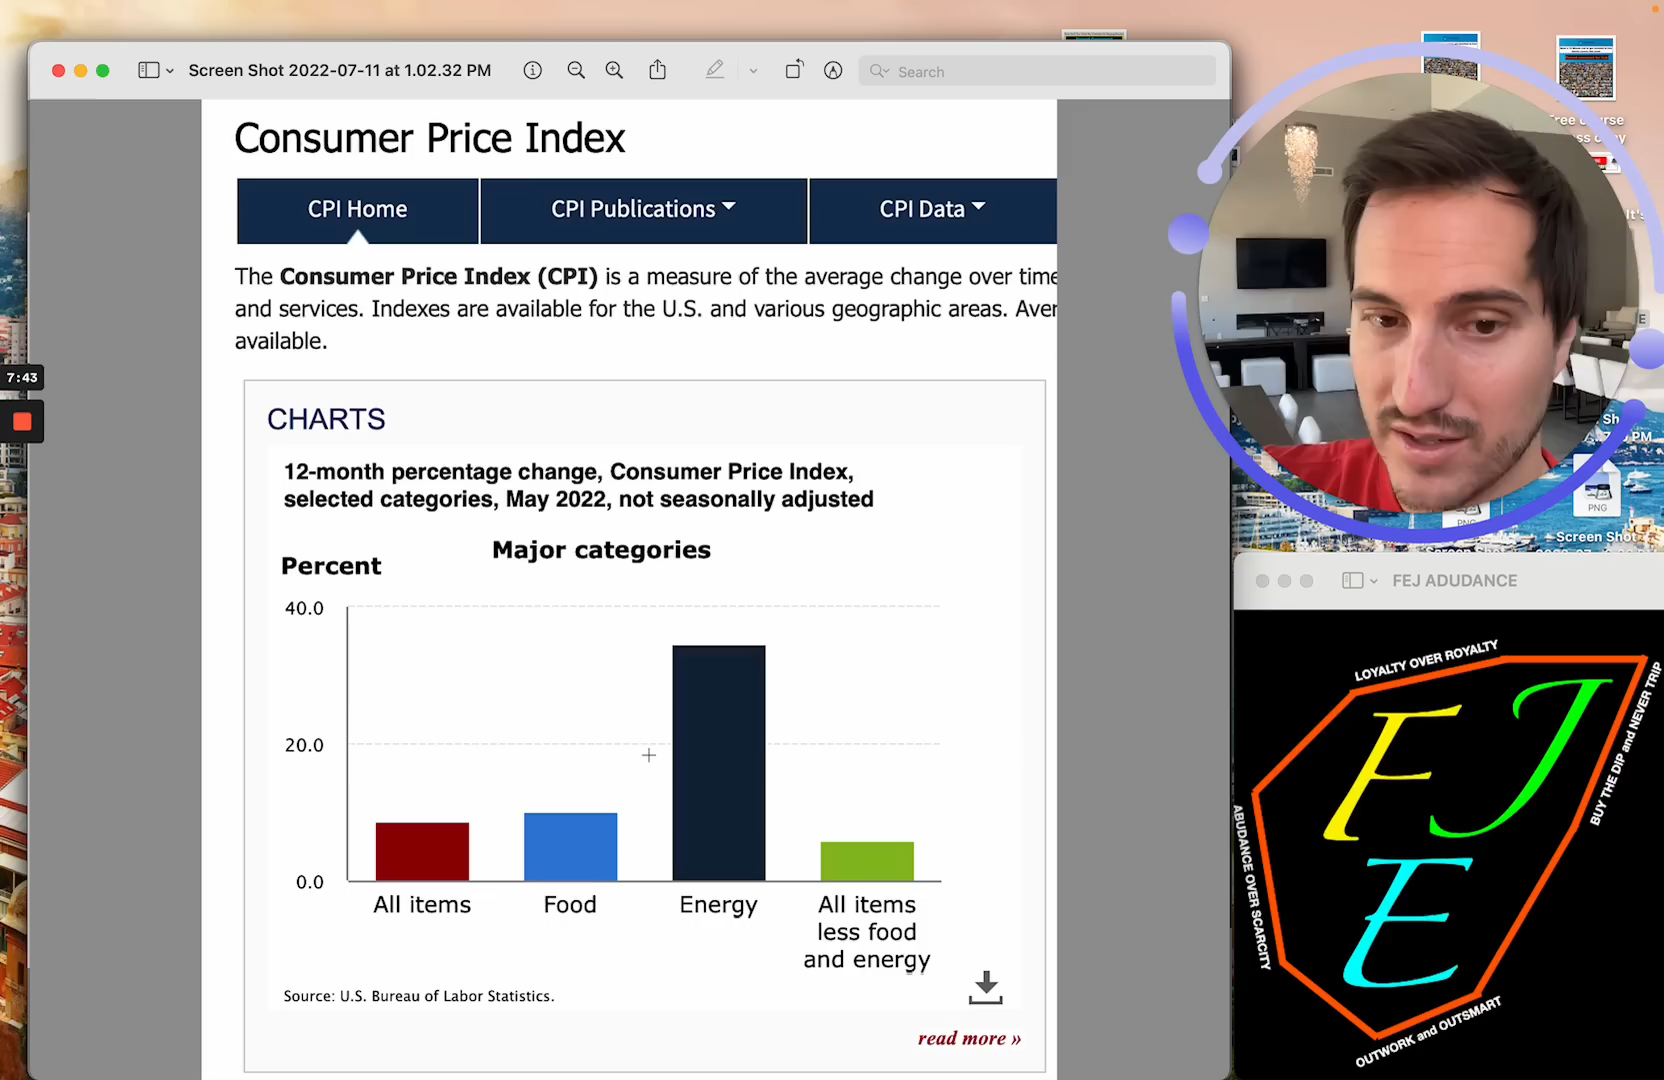 Screen Shot 2022-07-11 at 1.02.32 PM
Search
Consumer Price Index
CPI Home
CPI Publications
CPI Data
The Consumer Price Index (CPI) is a measure of the average change over time
and services. Indexes are available for the U.S. and various geographic areas.
available.
CHARTS
12-month percentage change, Consumer Price Index,
selected categories, May 2022, not seasonally adjusted
Major categories
Percent
40.0
20.0
0.0
All items
Food
Energy
All items
less food
and energy
Source: U.S. Bureau of Labor Statistics.
read more »
7:43
It's
PM
PNG
Screen Shot
FEJ ADUDANCE
LOYALTY OVER ROYALTY
BUY THE DIP and NEVER TRIP
ABUDANCE OVER SCARCITY
OUTWORK and OUTSMART
F
J
E